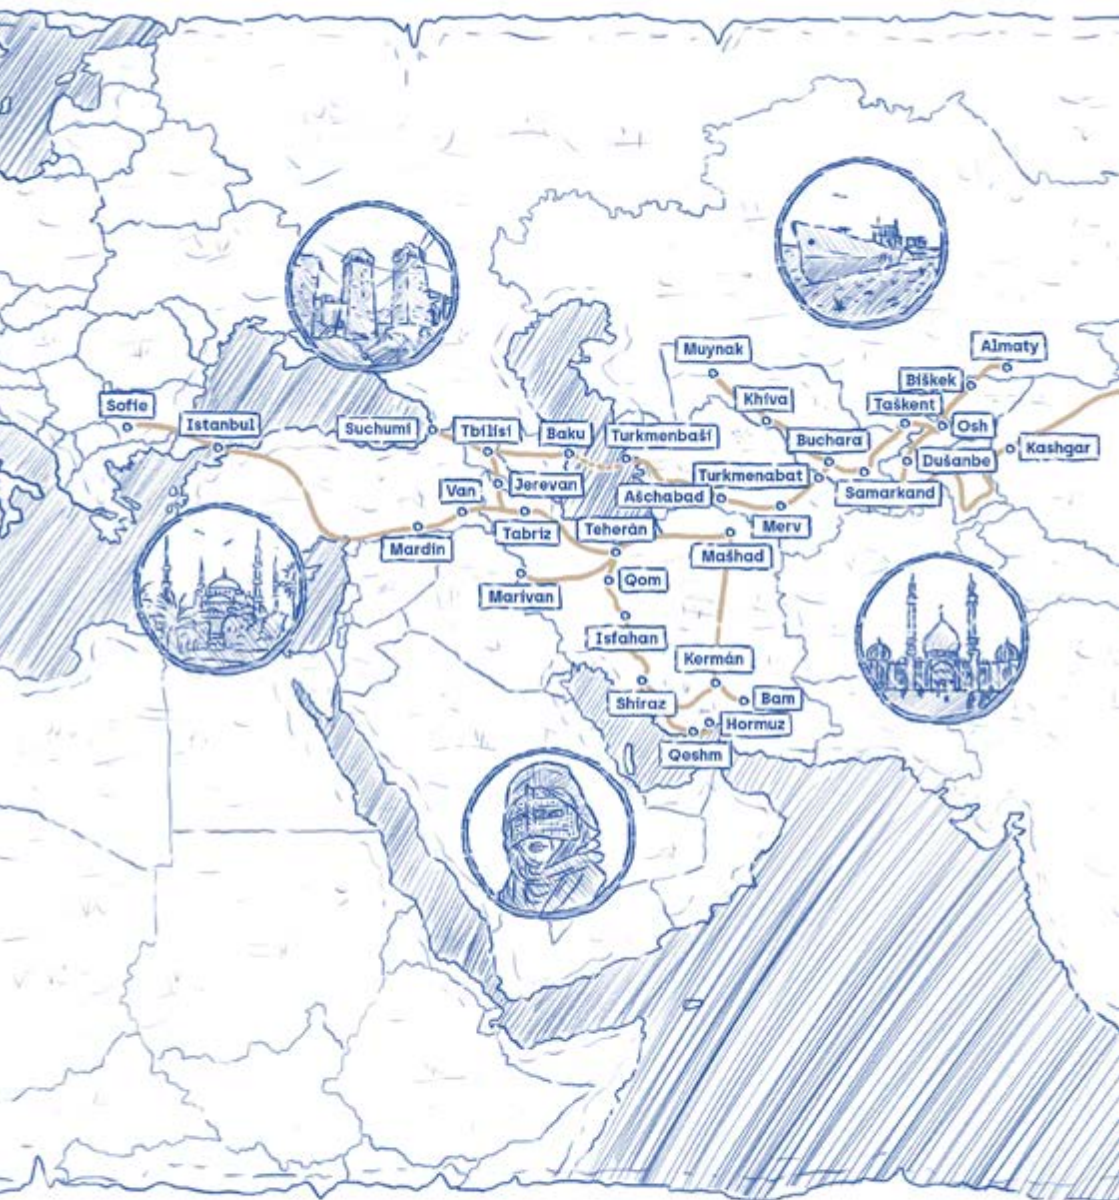 Muynak
Almaty
Biškek
Khiva
Taškent
Sofie
Istanbul
Suchumi
Tbilisi
Baku
Turkmenbaši
Osh
Buchara
Kashgar
Dušanbe
Turkmenabat
Jerevan
Van
Ašchabad
Samarkand
Tabriz
Teherán
Merv
Mardin
Mašhad
Qom
Marivan
Isfahan
Kermán
Shiraz
Bam
Hormuz
Qeshm